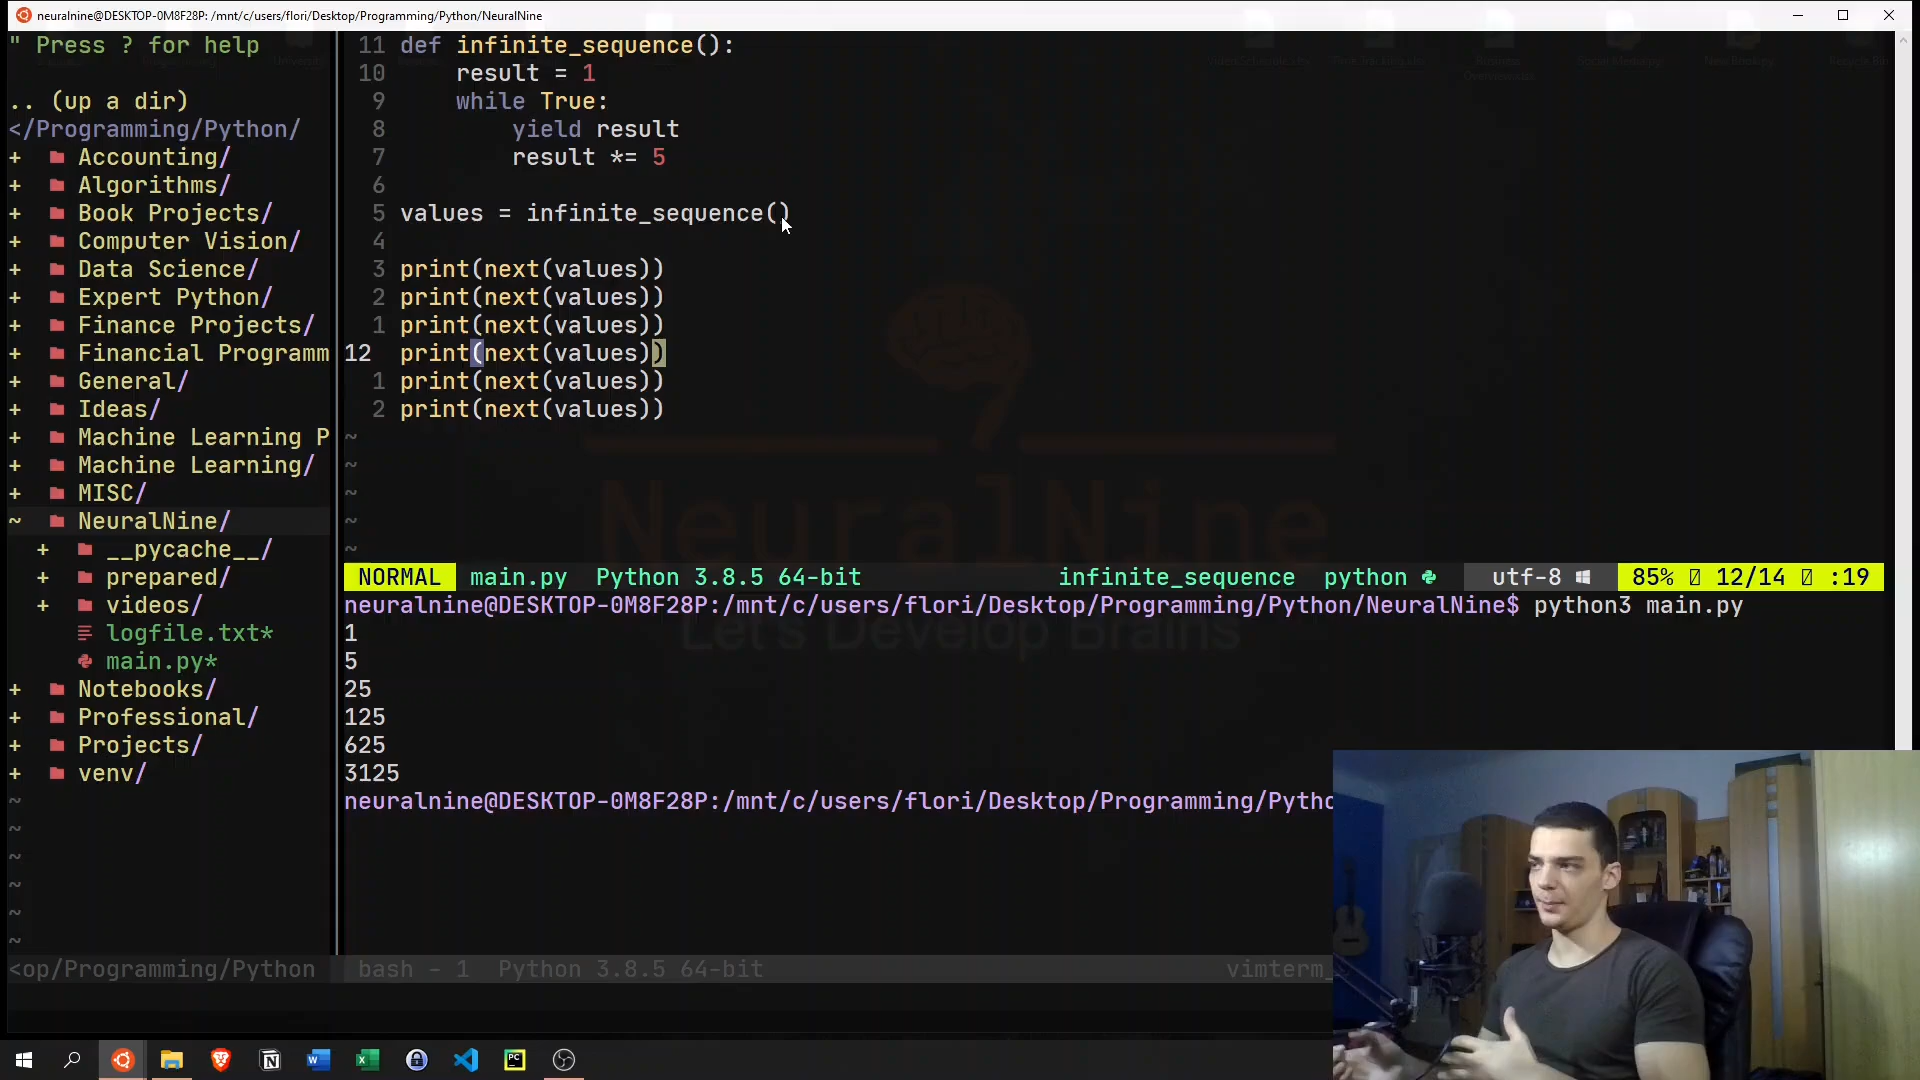 neuralnine@DESKTOP-0M8F28P: /mnt/c/users/flori/Desktop/Programming/Python/NeuralNine
" Press ? for help
.. (up a dir)
</Programming/Python/
+ Accounting/
+ Algorithms/
+ Book Projects/
+ Computer Vision/
+ Data Science/
+ Expert Python/
+ Finance Projects/
+ Financial Programm
+ General/
+ Ideas/
+ Machine Learning P
+ Machine Learning/
+ MISC/
~ NeuralNine/
+ __pycache__/
+ prepared/
+ videos/
logfile.txt*
main.py*
+ Notebooks/
+ Professional/
+ Projects/
+ venv/
~
~
~
~
~
~
<op/Programming/Python
11 def infinite_sequence():
10 result = 1
9 while True:
8 yield result
7 result *= 5
6
5 values = infinite_sequence()
4
3 print(next(values))
2 print(next(values))
1 print(next(values))
12 print(next(values))
1 print(next(values))
2 print(next(values))
~
~
~
~
~
NeuralNine
Let's Develop Brains
NORMAL main.py Python 3.8.5 64-bit infinite_sequence python utf-8 85% 12/14 :19
neuralnine@DESKTOP-0M8F28P:/mnt/c/users/flori/Desktop/Programming/Python/NeuralNine$ python3 main.py
1
5
25
125
625
3125
neuralnine@DESKTOP-0M8F28P:/mnt/c/users/flori/Desktop/Programming/Pytho
bash - 1 Python 3.8.5 64-bit vimterm_